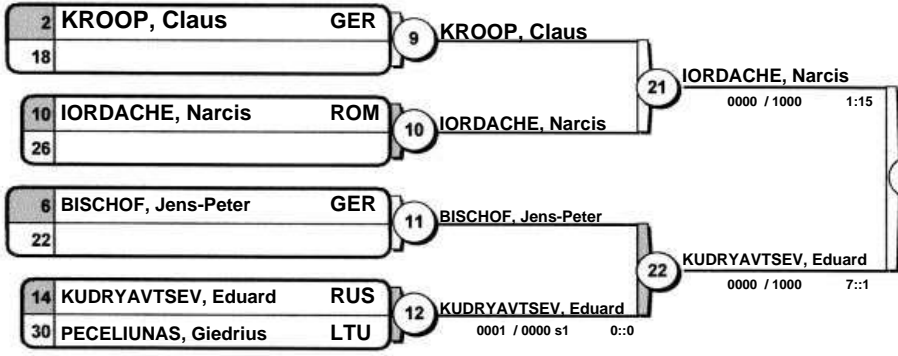 2 KROOP, Claus GER
18
9
KROOP, Claus
10 IORDACHE, Narcis ROM
26
10
IORDACHE, Narcis
21
IORDACHE, Narcis
0000 / 1000 1:15
6 BISCHOF, Jens-Peter GER
22
11
BISCHOF, Jens-Peter
14 KUDRYAVTSEV, Eduard RUS
30 PECELIUNAS, Giedrius LTU
12
KUDRYAVTSEV, Eduard
0001 / 0000 s1 0::0
22
KUDRYAVTSEV, Eduard
0000 / 1000 7::1